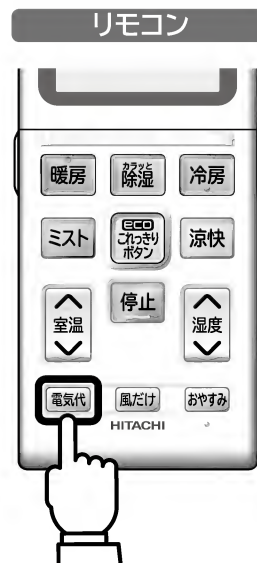 リモコン
暖房
カラッと
除湿
冷房
ミスト
eco
これっきり
ボタン
涼快
室温
停止
湿度
電気代
風だけ
おやすみ
HITACHI